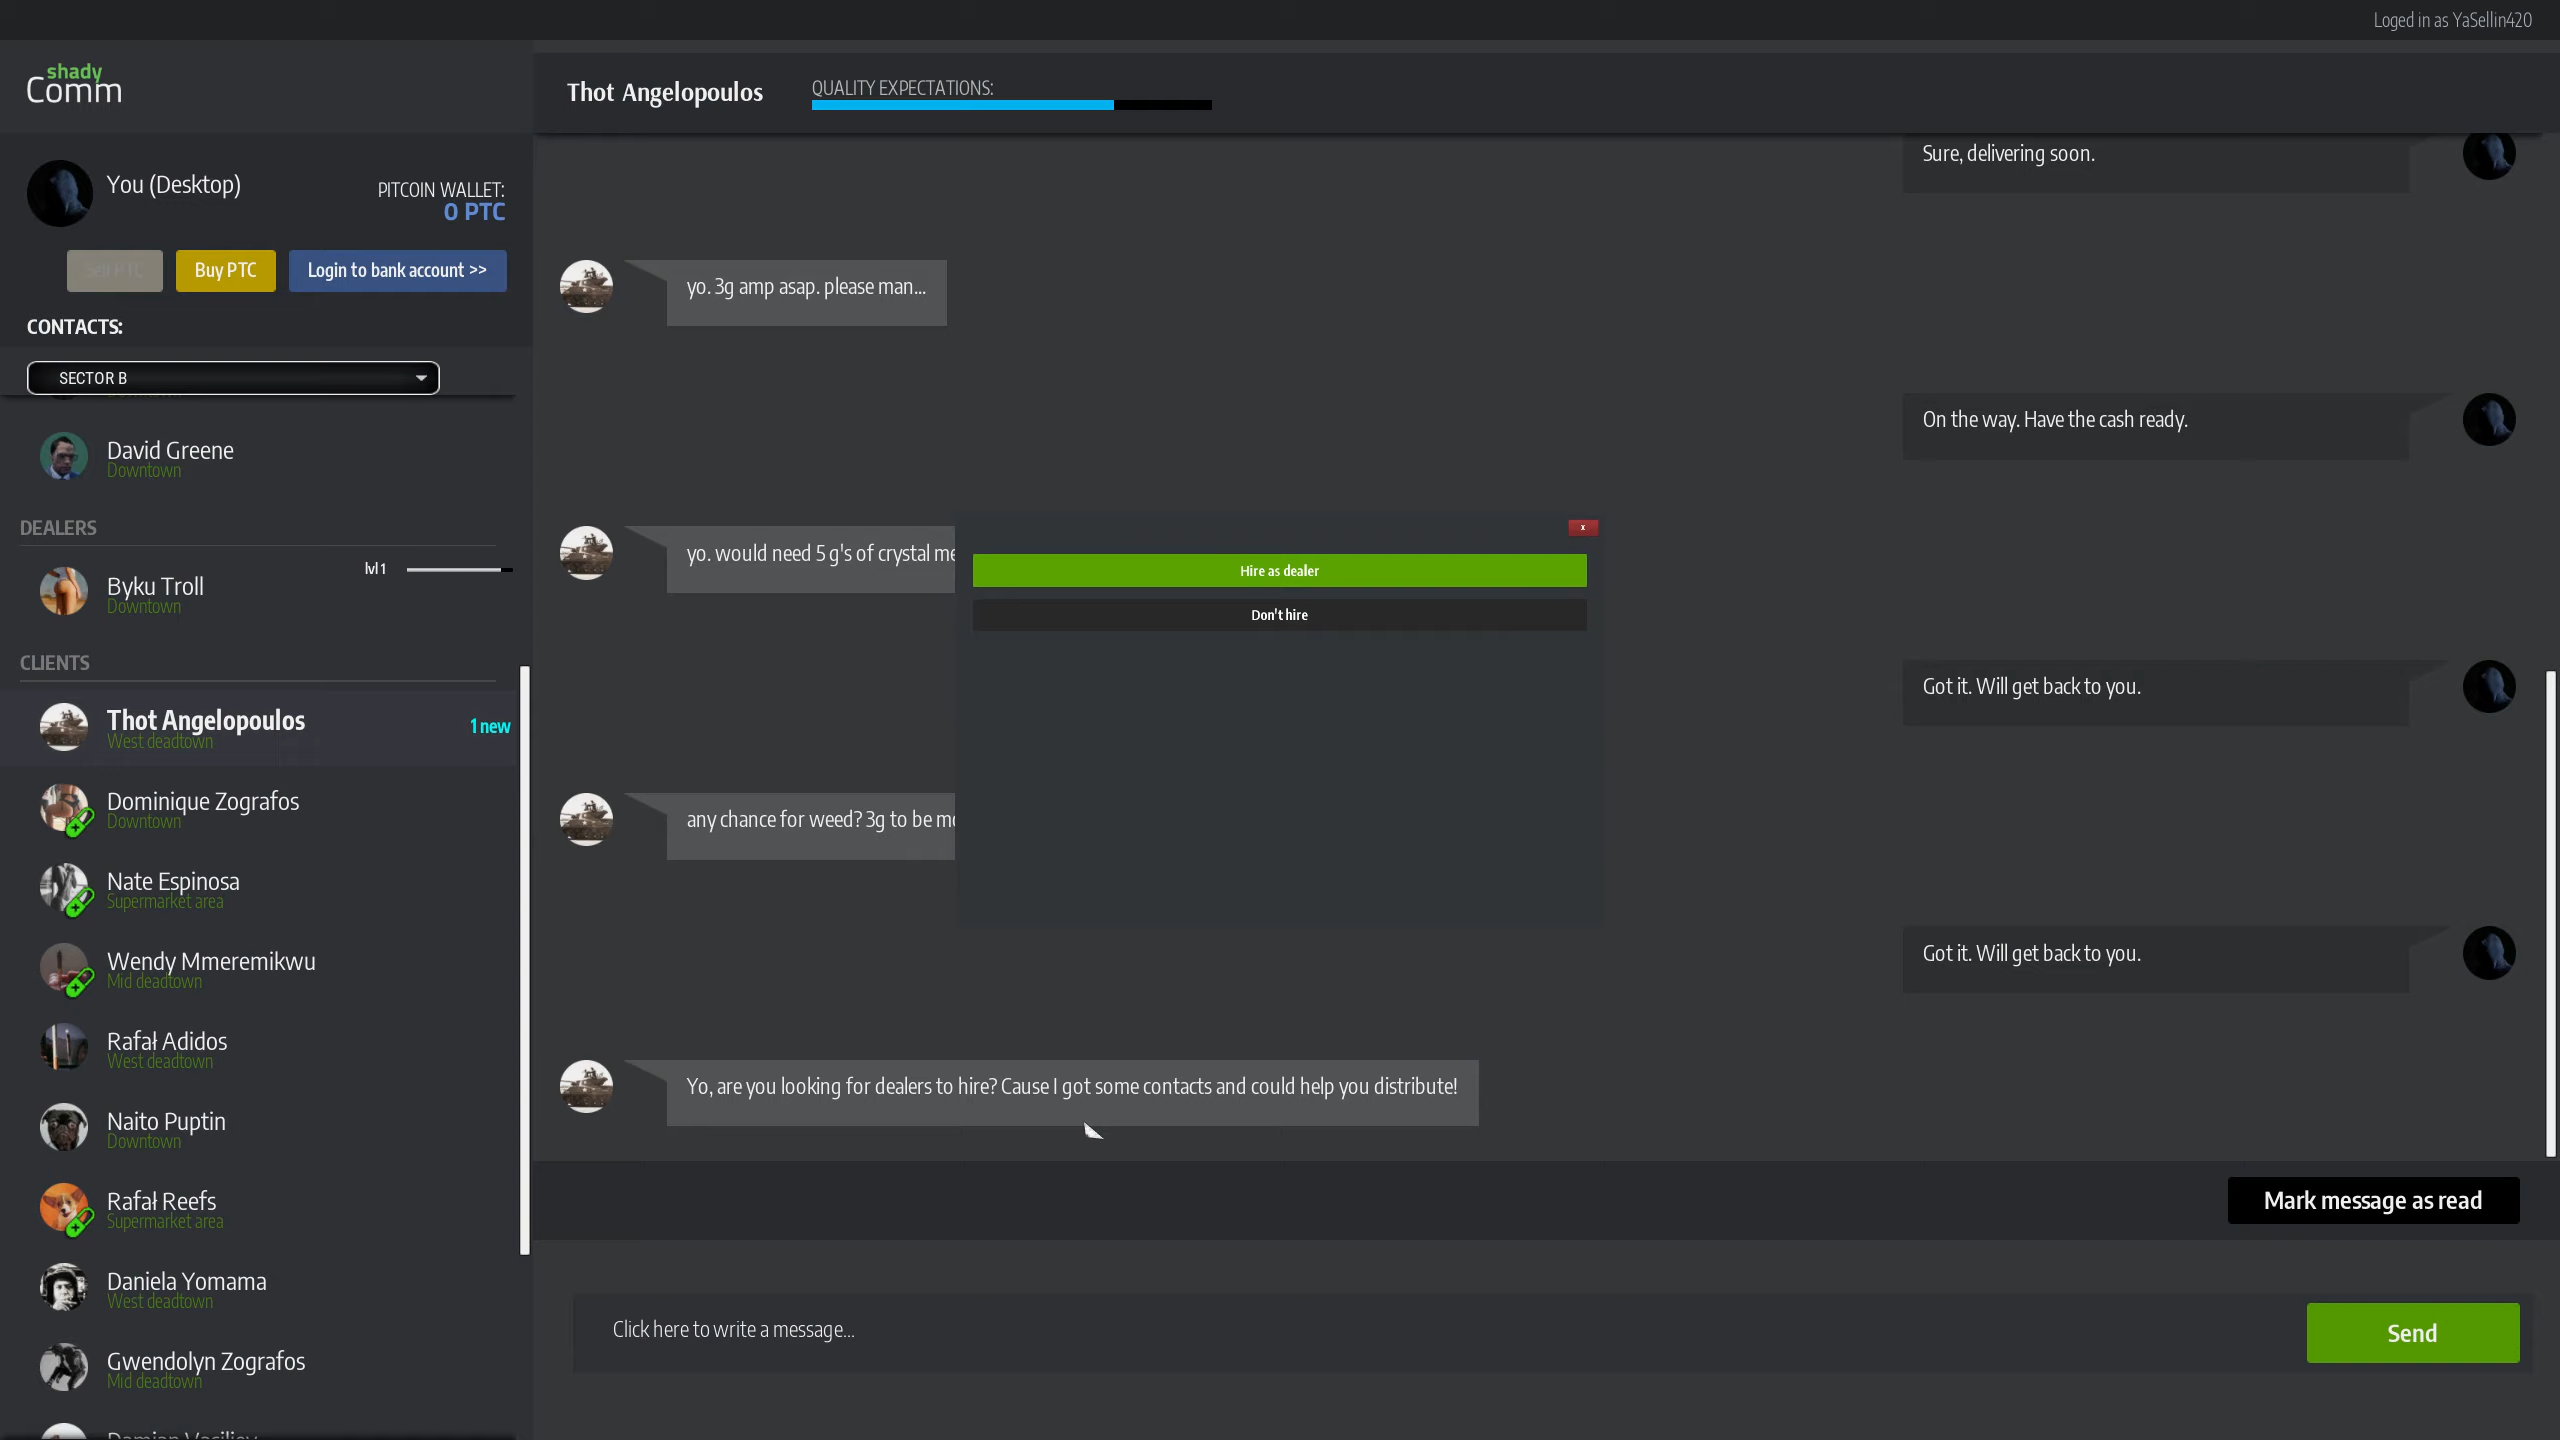 Loged in as YaSellin420
shady
Comm
Thot Angelopoulos
QUALITY EXPECTATIONS:
You (Desktop)
PITCOIN WALLET:
0 PTC
Sell PTC
Buy PTC
Login to bank account >>
CONTACTS:
SECTOR B
David Greene
Downtown
DEALERS
Byku Troll
Downtown
lvl 1
CLIENTS
Thot Angelopoulos
West deadtown
1 new
Dominique Zografos
Downtown
Nate Espinosa
Supermarket area
Wendy Mmeremikwu
Mid deadtown
Rafał Adidos
West deadtown
Naito Puptin
Downtown
Rafał Reefs
Supermarket area
Daniela Yomama
West deadtown
Gwendolyn Zografos
Mid deadtown
Sure, delivering soon.
yo. 3g amp asap. please man...
On the way. Have the cash ready.
yo. would need 5 g's of crystal me
x
Hire as dealer
Don't hire
Got it. Will get back to you.
any chance for weed? 3g to be mo
Got it. Will get back to you.
Yo, are you looking for dealers to hire? Cause I got some contacts and could help you distribute!
Mark message as read
Click here to write a message...
Send